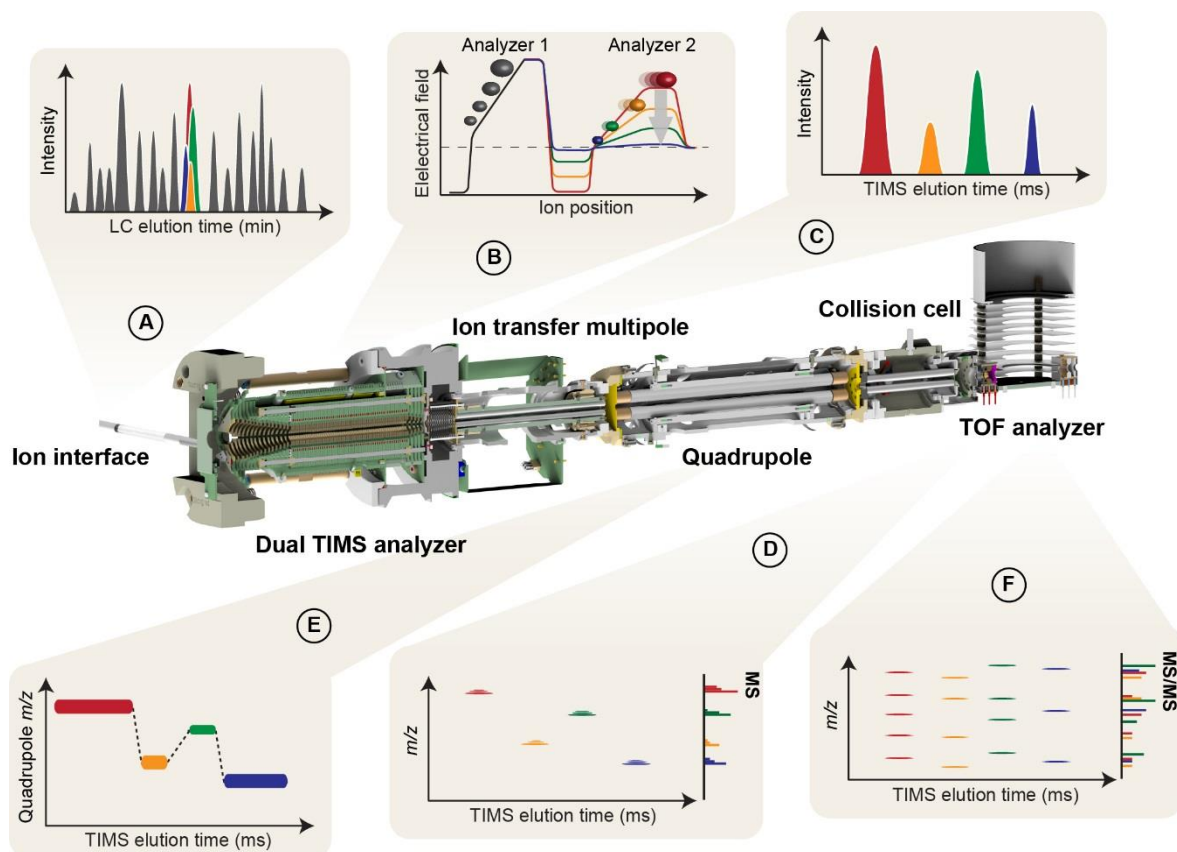 Intensity
LC elution time (min)
A
Elelectrical field
Analyzer 1
Analyzer 2
Ion position
B
Intensity
TIMS elution time (ms)
C
Ion interface
Dual TIMS analyzer
Ion transfer multipole
Quadrupole
Collision cell
TOF analyzer
E
Quadrupole m/z
TIMS elution time (ms)
D
m/z
MS
TIMS elution time (ms)
F
m/z
MS/MS
TIMS elution time (ms)